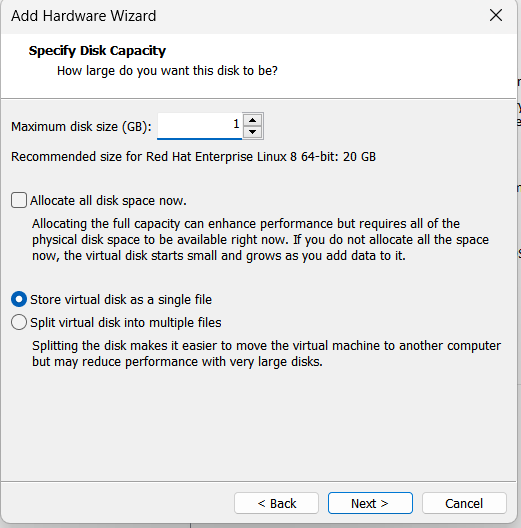 Add Hardware Wizard
Specify Disk Capacity
How large do you want this disk to be?
Maximum disk size (GB): 1
Recommended size for Red Hat Enterprise Linux 8 64-bit: 20 GB
Allocate all disk space now.
Allocating the full capacity can enhance performance but requires all of the
physical disk space to be available right now. If you do not allocate all the space
now, the virtual disk starts small and grows as you add data to it.
Store virtual disk as a single file
Split virtual disk into multiple files
Splitting the disk makes it easier to move the virtual machine to another computer
but may reduce performance with very large disks.
< Back Next > Cancel